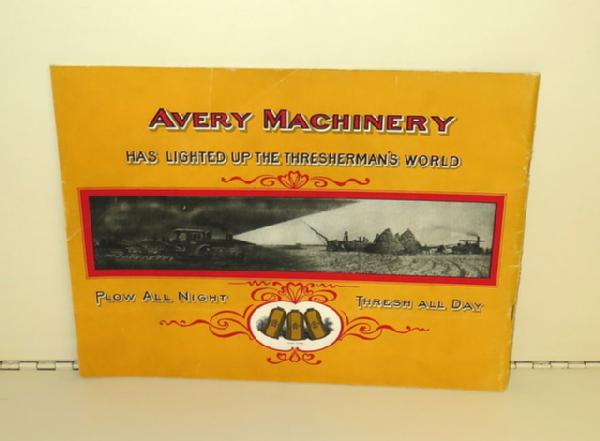 AVERY MACHINERY
HAS LIGHTED UP THE THRESHERMAN'S WORLD
PLOW ALL NIGHT
THRESH ALL DAY